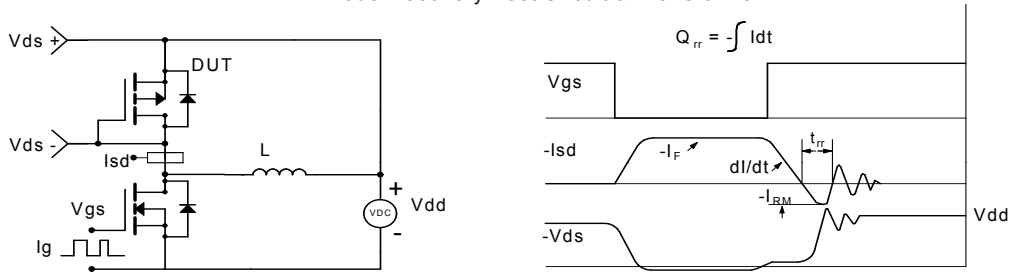 Q rr = - ∫ Idt
Vds +
DUT
Vds -
Isd
L
Vgs
Ig
+
VDC
-
Vdd
Vgs
-Isd
-I F
dI/dt
t rr
-I RM
Vdd
-Vds